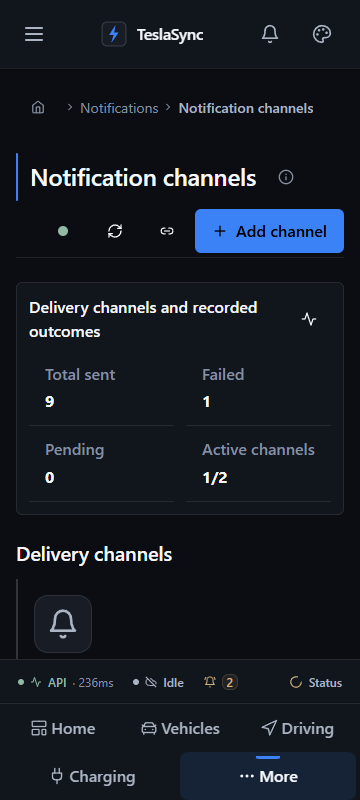 TeslaSync
Notifications
Notification channels
Notification channels
Add channel
Delivery channels and recorded
outcomes
Total sent
Failed
9
1
Pending
Active channels
0
1/2
Delivery channels
API · 236ms
Idle
2
Status
Home
Vehicles
Driving
Charging
More